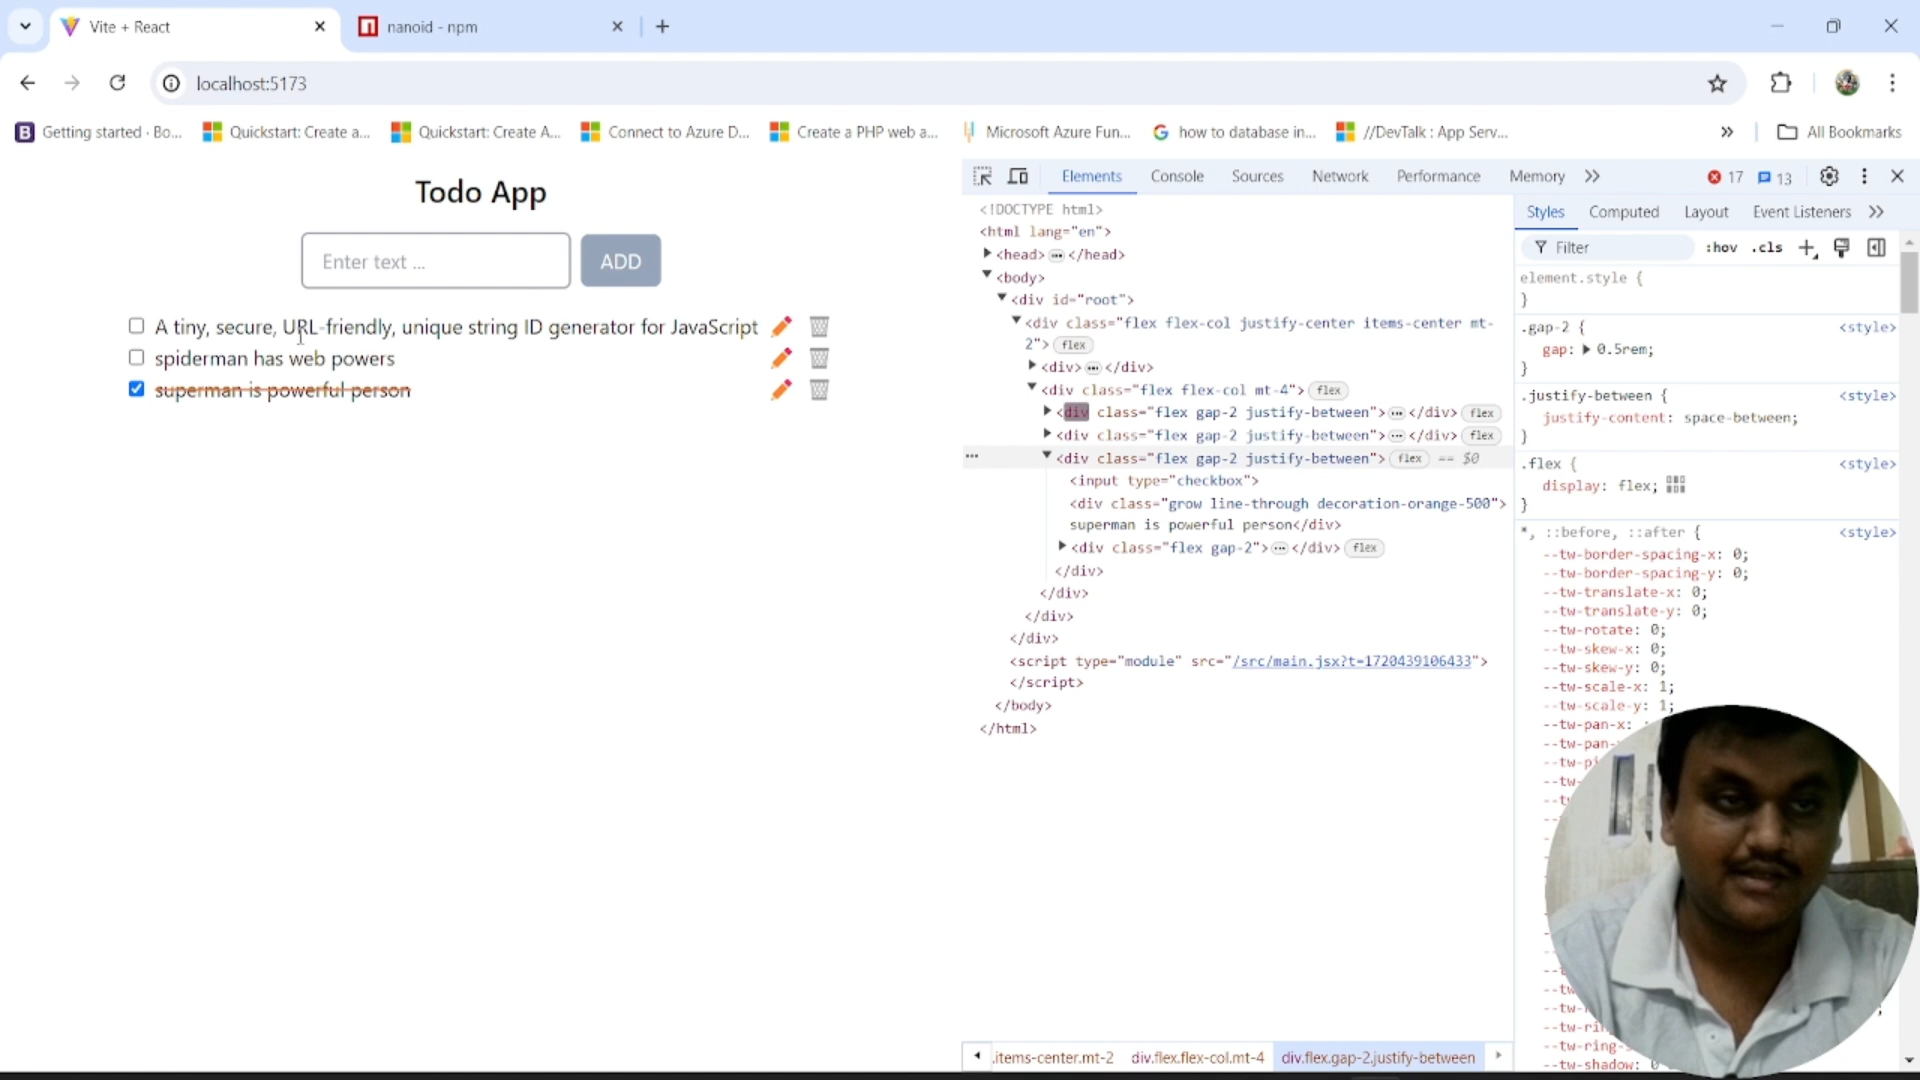 Vite + React
nanoid - npm
localhost:5173
Getting started · Bo...
Quickstart: Create a...
Quickstart: Create A...
Connect to Azure D...
Create a PHP web a...
Microsoft Azure Fun...
how to database in...
//DevTalk : App Serv...
All Bookmarks
Todo App
Enter text ...
ADD
A tiny, secure, URL-friendly, unique string ID generator for JavaScript
spiderman has web powers
superman is powerful person
Elements Console Sources Network Performance Memory
17 13
<!DOCTYPE html>
<html lang="en">
<head> ... </head>
<body>
<div id="root">
<div class="flex flex-col justify-center items-center mt-
2"> flex
<div> ... </div>
<div class="flex flex-col mt-4"> flex
<div class="flex gap-2 justify-between"> ... </div> flex
<div class="flex gap-2 justify-between"> ... </div> flex
... <div class="flex gap-2 justify-between"> flex == $0
<input type="checkbox">
<div class="grow line-through decoration-orange-500">
superman is powerful person</div>
<div class="flex gap-2"> ... </div> flex
</div>
</div>
</div>
</div>
<script type="module" src="/src/main.jsx?t=1720439106433">
</script>
</body>
</html>
.items-center.mt-2 div.flex.flex-col.mt-4 div.flex.gap-2.justify-between
Styles Computed Layout Event Listeners
Filter :hov .cls
element.style {
}
.gap-2 { <style>
gap: 0.5rem;
}
.justify-between { <style>
justify-content: space-between;
}
.flex { <style>
display: flex;
}
*, ::before, ::after { <style>
--tw-border-spacing-x: 0;
--tw-border-spacing-y: 0;
--tw-translate-x: 0;
--tw-translate-y: 0;
--tw-rotate: 0;
--tw-skew-x: 0;
--tw-skew-y: 0;
--tw-scale-x: 1;
--tw-scale-y: 1;
--tw-pan-x:
--tw-pan-